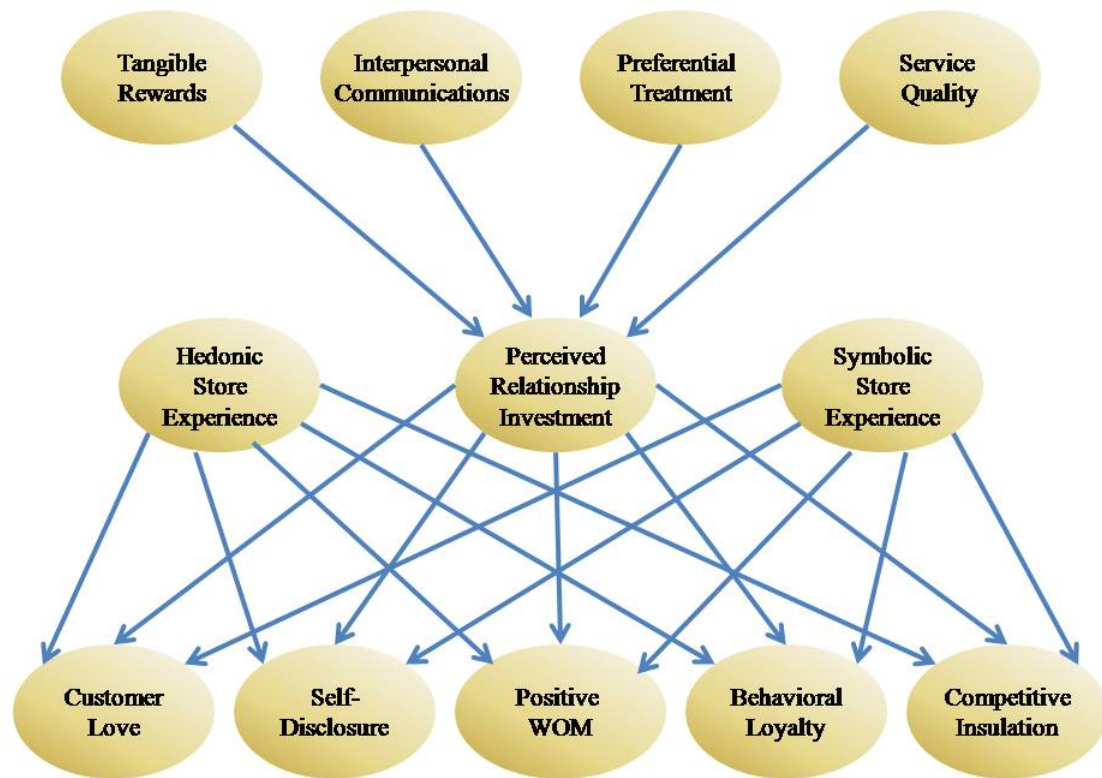 Tangible
Rewards
Interpersonal
Communications
Preferential
Treatment
Service
Quality
Hedonic
Store
Experience
Perceived
Relationship
Investment
Symbolic
Store
Experience
Customer
Love
Self-
Disclosure
Positive
WOM
Behavioral
Loyalty
Competitive
Insulation